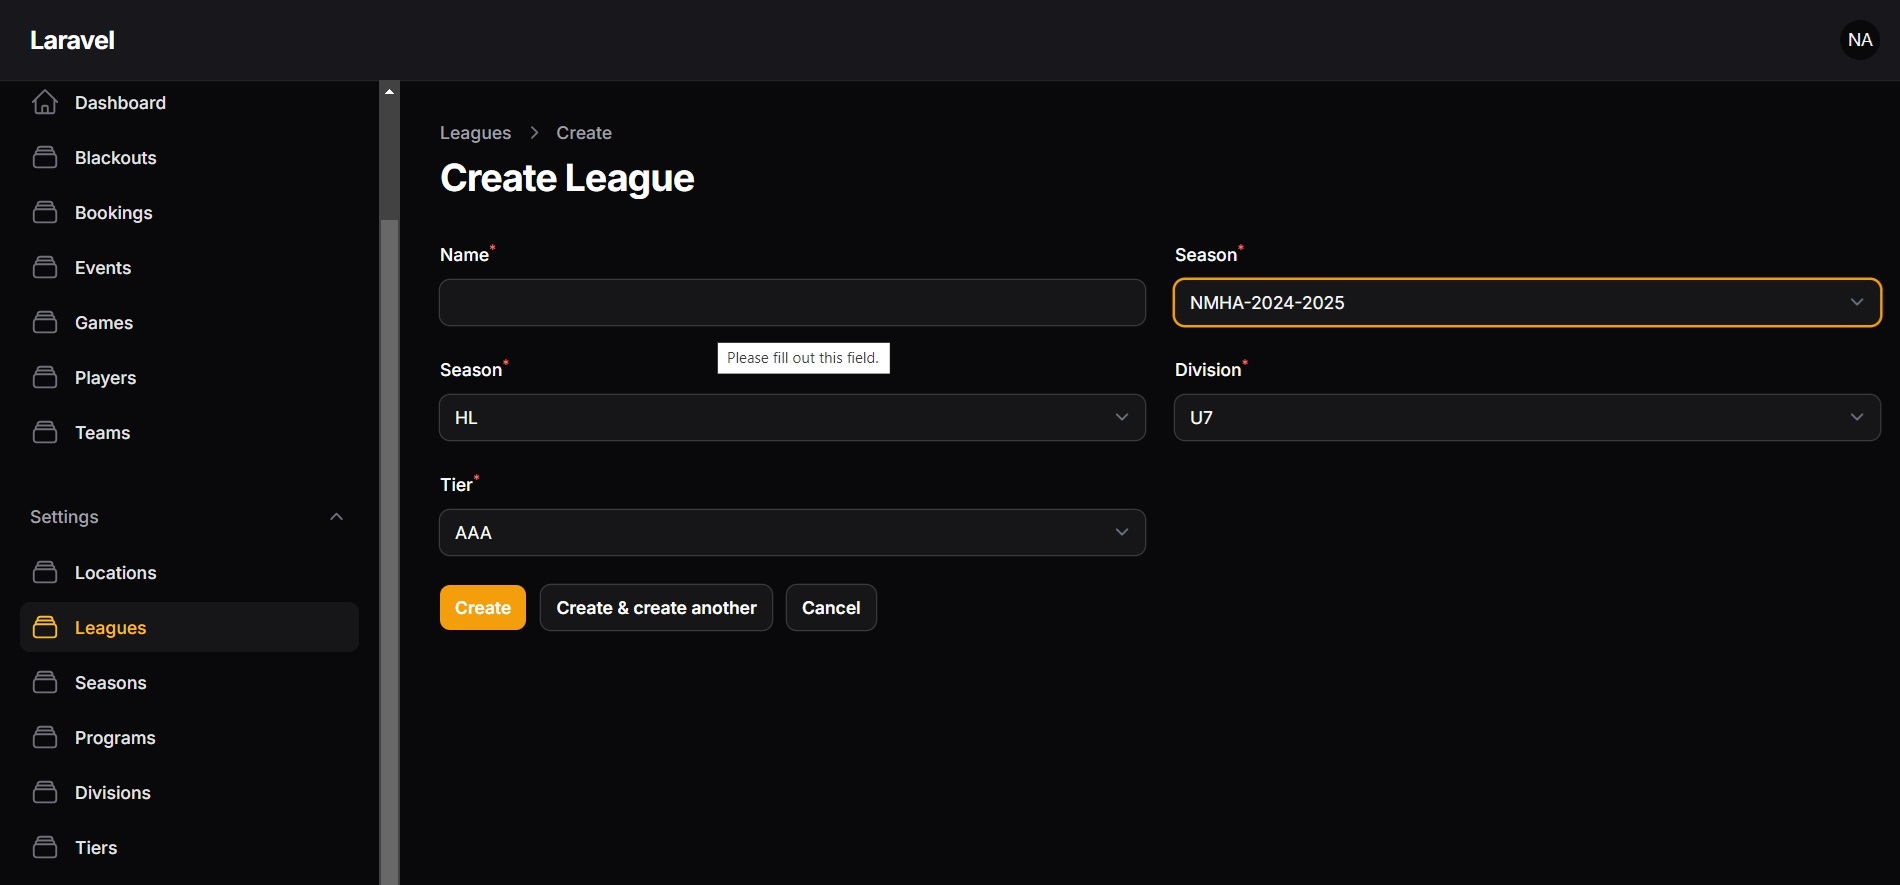 Laravel
NA
Dashboard
Blackouts
Bookings
Events
Games
Players
Teams
Settings
Locations
Leagues
Seasons
Programs
Divisions
Tiers
Leagues > Create
Create League
Name*
Season*
NMHA-2024-2025
Please fill out this field.
Season*
HL
Division*
U7
Tier*
AAA
Create
Create & create another
Cancel